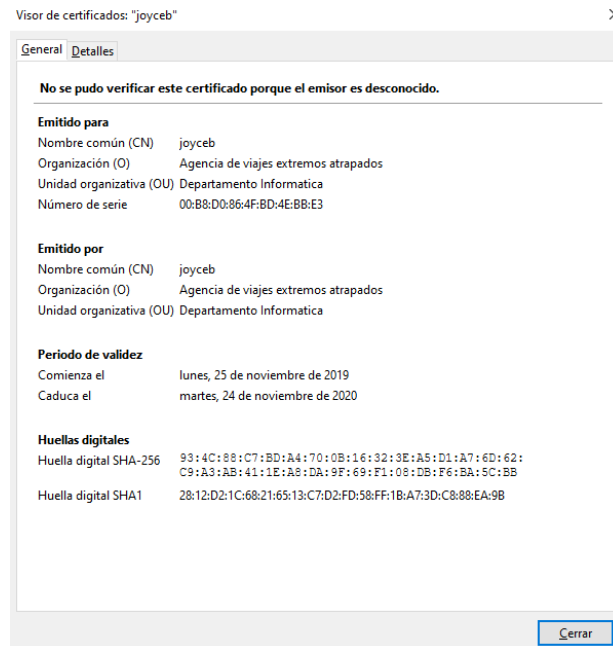 Visor de certificados: "joyceb"
General Detalles
No se pudo verificar este certificado porque el emisor es desconocido.
Emitido para
Nombre común (CN) joyceb
Organización (O) Agencia de viajes extremos atrapados
Unidad organizativa (OU) Departamento Informatica
Número de serie 00:B8:D0:86:4F:BD:4E:BB:E3
Emitido por
Nombre común (CN) joyceb
Organización (O) Agencia de viajes extremos atrapados
Unidad organizativa (OU) Departamento Informatica
Periodo de validez
Comienza el lunes, 25 de noviembre de 2019
Caduca el martes, 24 de noviembre de 2020
Huellas digitales
Huella digital SHA-256 93:4C:88:C7:BD:A4:70:0B:16:32:3E:A5:D1:A7:6D:62:
C9:A3:AB:41:1E:A8:DA:9F:69:F1:08:DB:F6:BA:5C:BB
Huella digital SHA1 28:12:D2:1C:68:21:65:13:C7:D2:FD:58:FF:1B:A7:3D:C8:88:EA:9B
Cerrar